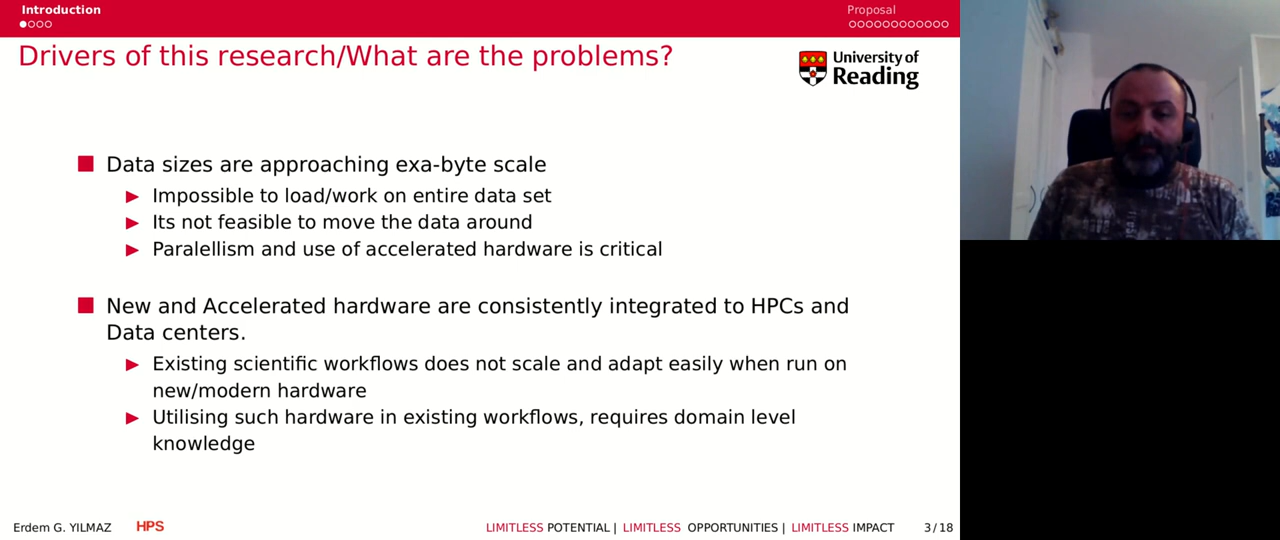 Introduction
Proposal
Drivers of this research/What are the problems?
University of
Reading
Data sizes are approaching exa-byte scale
Impossible to load/work on entire data set
Its not feasible to move the data around
Paralellism and use of accelerated hardware is critical
New and Accelerated hardware are consistently integrated to HPCs and
Data centers.
Existing scientific workflows does not scale and adapt easily when run on
new/modern hardware
Utilising such hardware in existing workflows, requires domain level
knowledge
Erdem G. YILMAZ
HPS
LIMITLESS POTENTIAL | LIMITLESS OPPORTUNITIES | LIMITLESS IMPACT
3/18